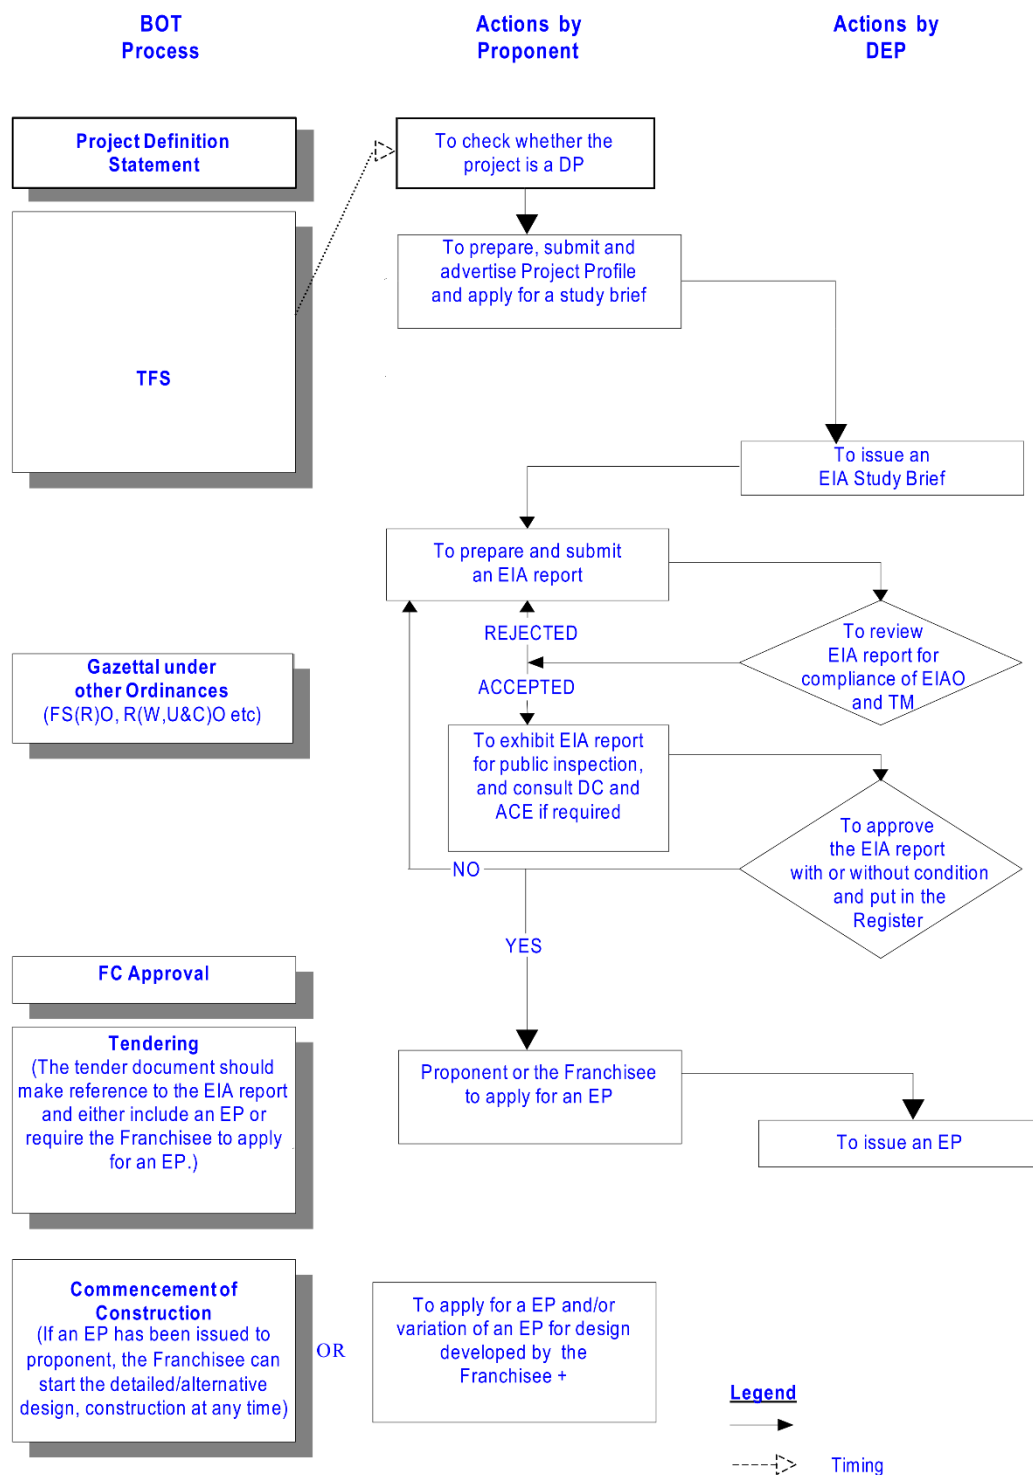 BOT
Process
Actions by
Proponent
Actions by
DEP
Project Definition
Statement
To check whether the
project is a DP
To prepare, submit and
advertise Project Profile
and apply for a study brief
TFS
To issue an
EIA Study Brief
To prepare and submit
an EIA report
REJECTED
To review
EIA report for
compliance of EIAO
and TM
Gazettal under
other Ordinances
(FS(R)O, R(W,U&C)O etc)
ACCEPTED
To exhibit EIA report
for public inspection,
and consult DC and
ACE if required
To approve
the EIA report
with or without condition
and put in the
Register
NO
YES
FC Approval
Tendering
(The tender document should
make reference to the EIA report
and either include an EP or
require the Franchisee to apply
for an EP.)
Proponent or the Franchisee
to apply for an EP
To issue an EP
Commencement of
Construction
(If an EP has been issued to
proponent, the Franchisee can
start the detailed/alternative
design, construction at any time)
OR
To apply for a EP and/or
variation of an EP for design
developed by the
Franchisee +
Legend
Timing